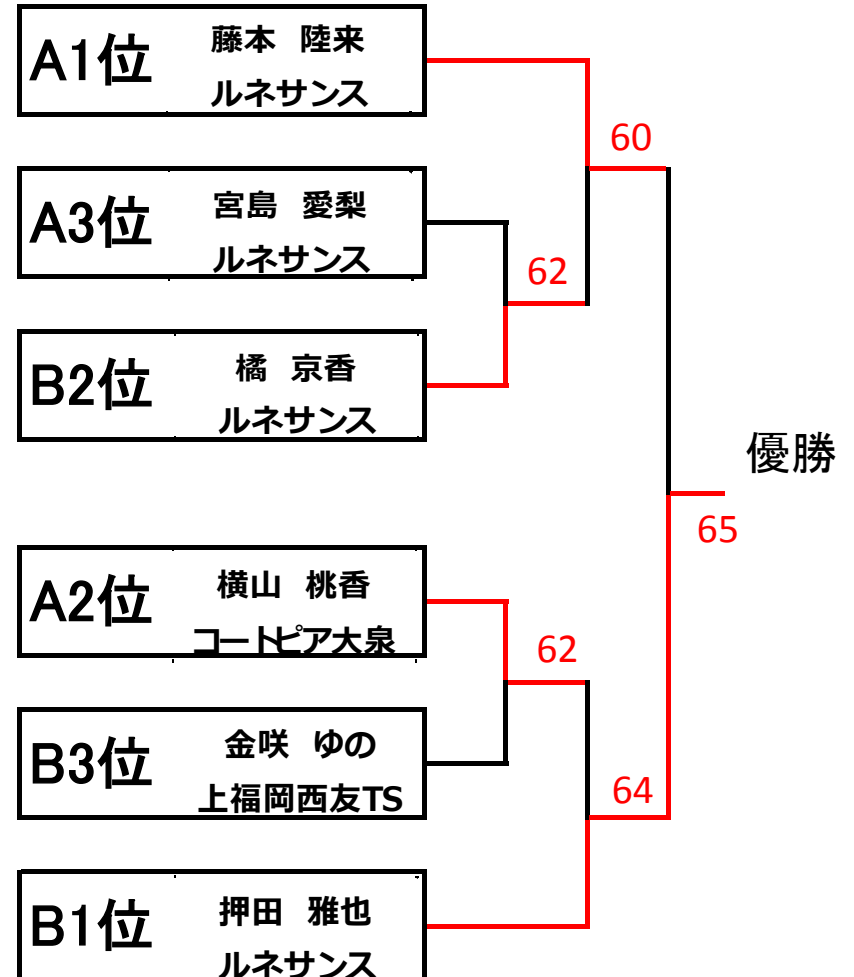 A1位 藤本 陸来
ルネサンス
60
A3位 宮島 愛梨
ルネサンス
62
B2位 橘 京香
ルネサンス
優勝
65
A2位 横山 桃香
コートピア大泉
62
B3位 金咲 ゆの
上福岡西友TS
64
B1位 押田 雅也
ルネサンス